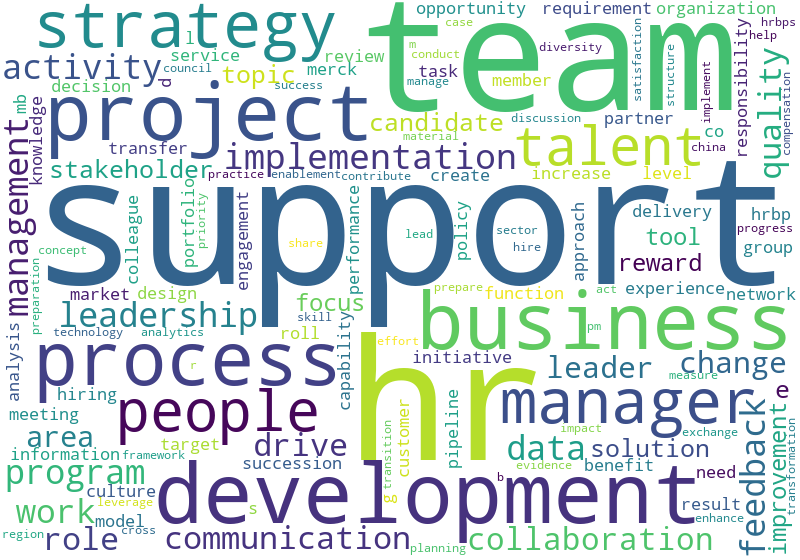 strategy
team
opportunity
requirement
organization
hrbps
help
case
l
service
review
m
conduct
diversity
activity
council
topic
merck
task
manage
member
success
decision
d
mb
knowledge
project
candidate
material
discussion
partner
satisfaction
structure
responsibility
implement
quality
compensation
transfer
implementation
talent
co
china
stakeholder
practice
enablement
contribute
create
increase
level
management
support
colleague
portfolio
priority
engagement
performance
policy
sector
approach
delivery
hrbp
progress
concept
share
lead
hire
tool
group
reward
preparation
market
design
focus
prepare
function
act
experience
network
leadership
skill
business
analysis
technology
analytics
roll
capability
effort
pm
process
hr
initiative
leader
change
r
measure
hiring
people
customer
pipeline
manager
e
meeting
area
target
drive
impact
exchange
data
solution
feedback
improvement
transformation
information
framework
transition
succession
evidence
benefit
need
program
culture
g
b
leverage
s
development
result
work
model
enhance
role
cross
communication
collaboration
region
planning